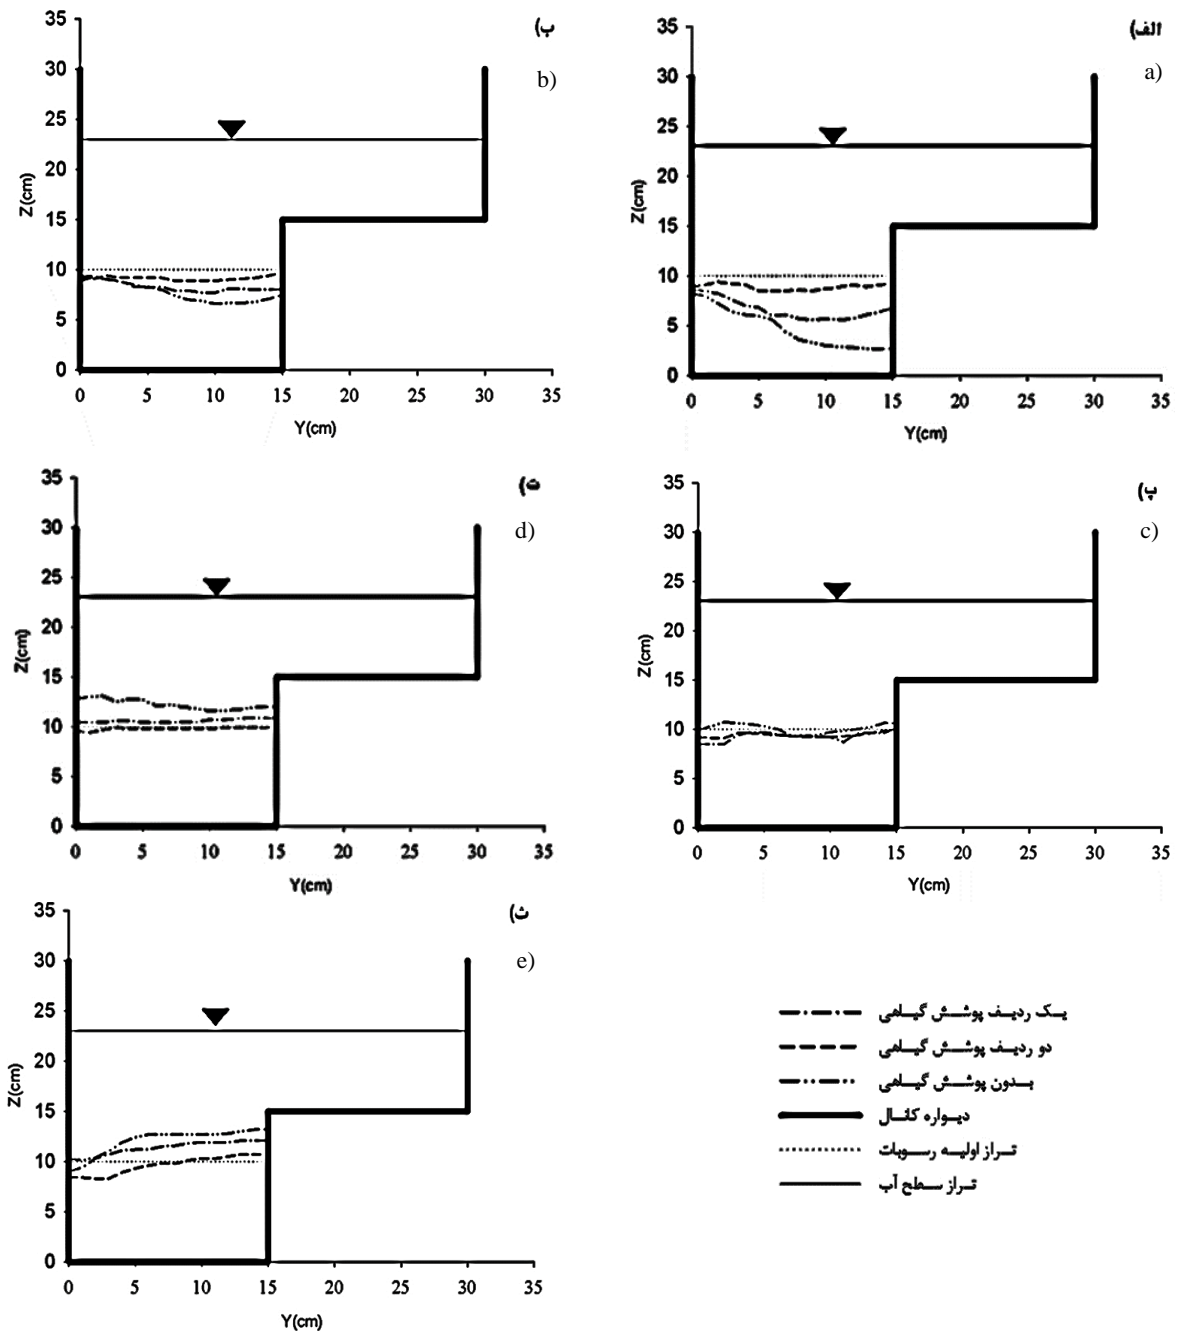 ب)
b)
35
30
25
20
15
10
5
0
Z(cm)
0 5 10 15 20 25 30 35
Y(cm)
الف)
a)
35
30
25
20
15
10
5
0
Z(cm)
0 5 10 15 20 25 30 35
Y(cm)
ت)
d)
35
30
25
20
15
10
5
0
Z(cm)
0 5 10 15 20 25 30 35
Y(cm)
پ)
c)
35
30
25
20
15
10
5
0
Z(cm)
0 5 10 15 20 25 30 35
Y(cm)
ث)
e)
35
30
25
20
15
10
5
0
Z(cm)
0 5 10 15 20 25 30 35
Y(cm)
یک ردیف پوشش گیاهی
دو ردیف پوشش گیاهی
بدون پوشش گیاهی
دیواره کانال
تراز اولیه رسوبات
تراز سطح آب